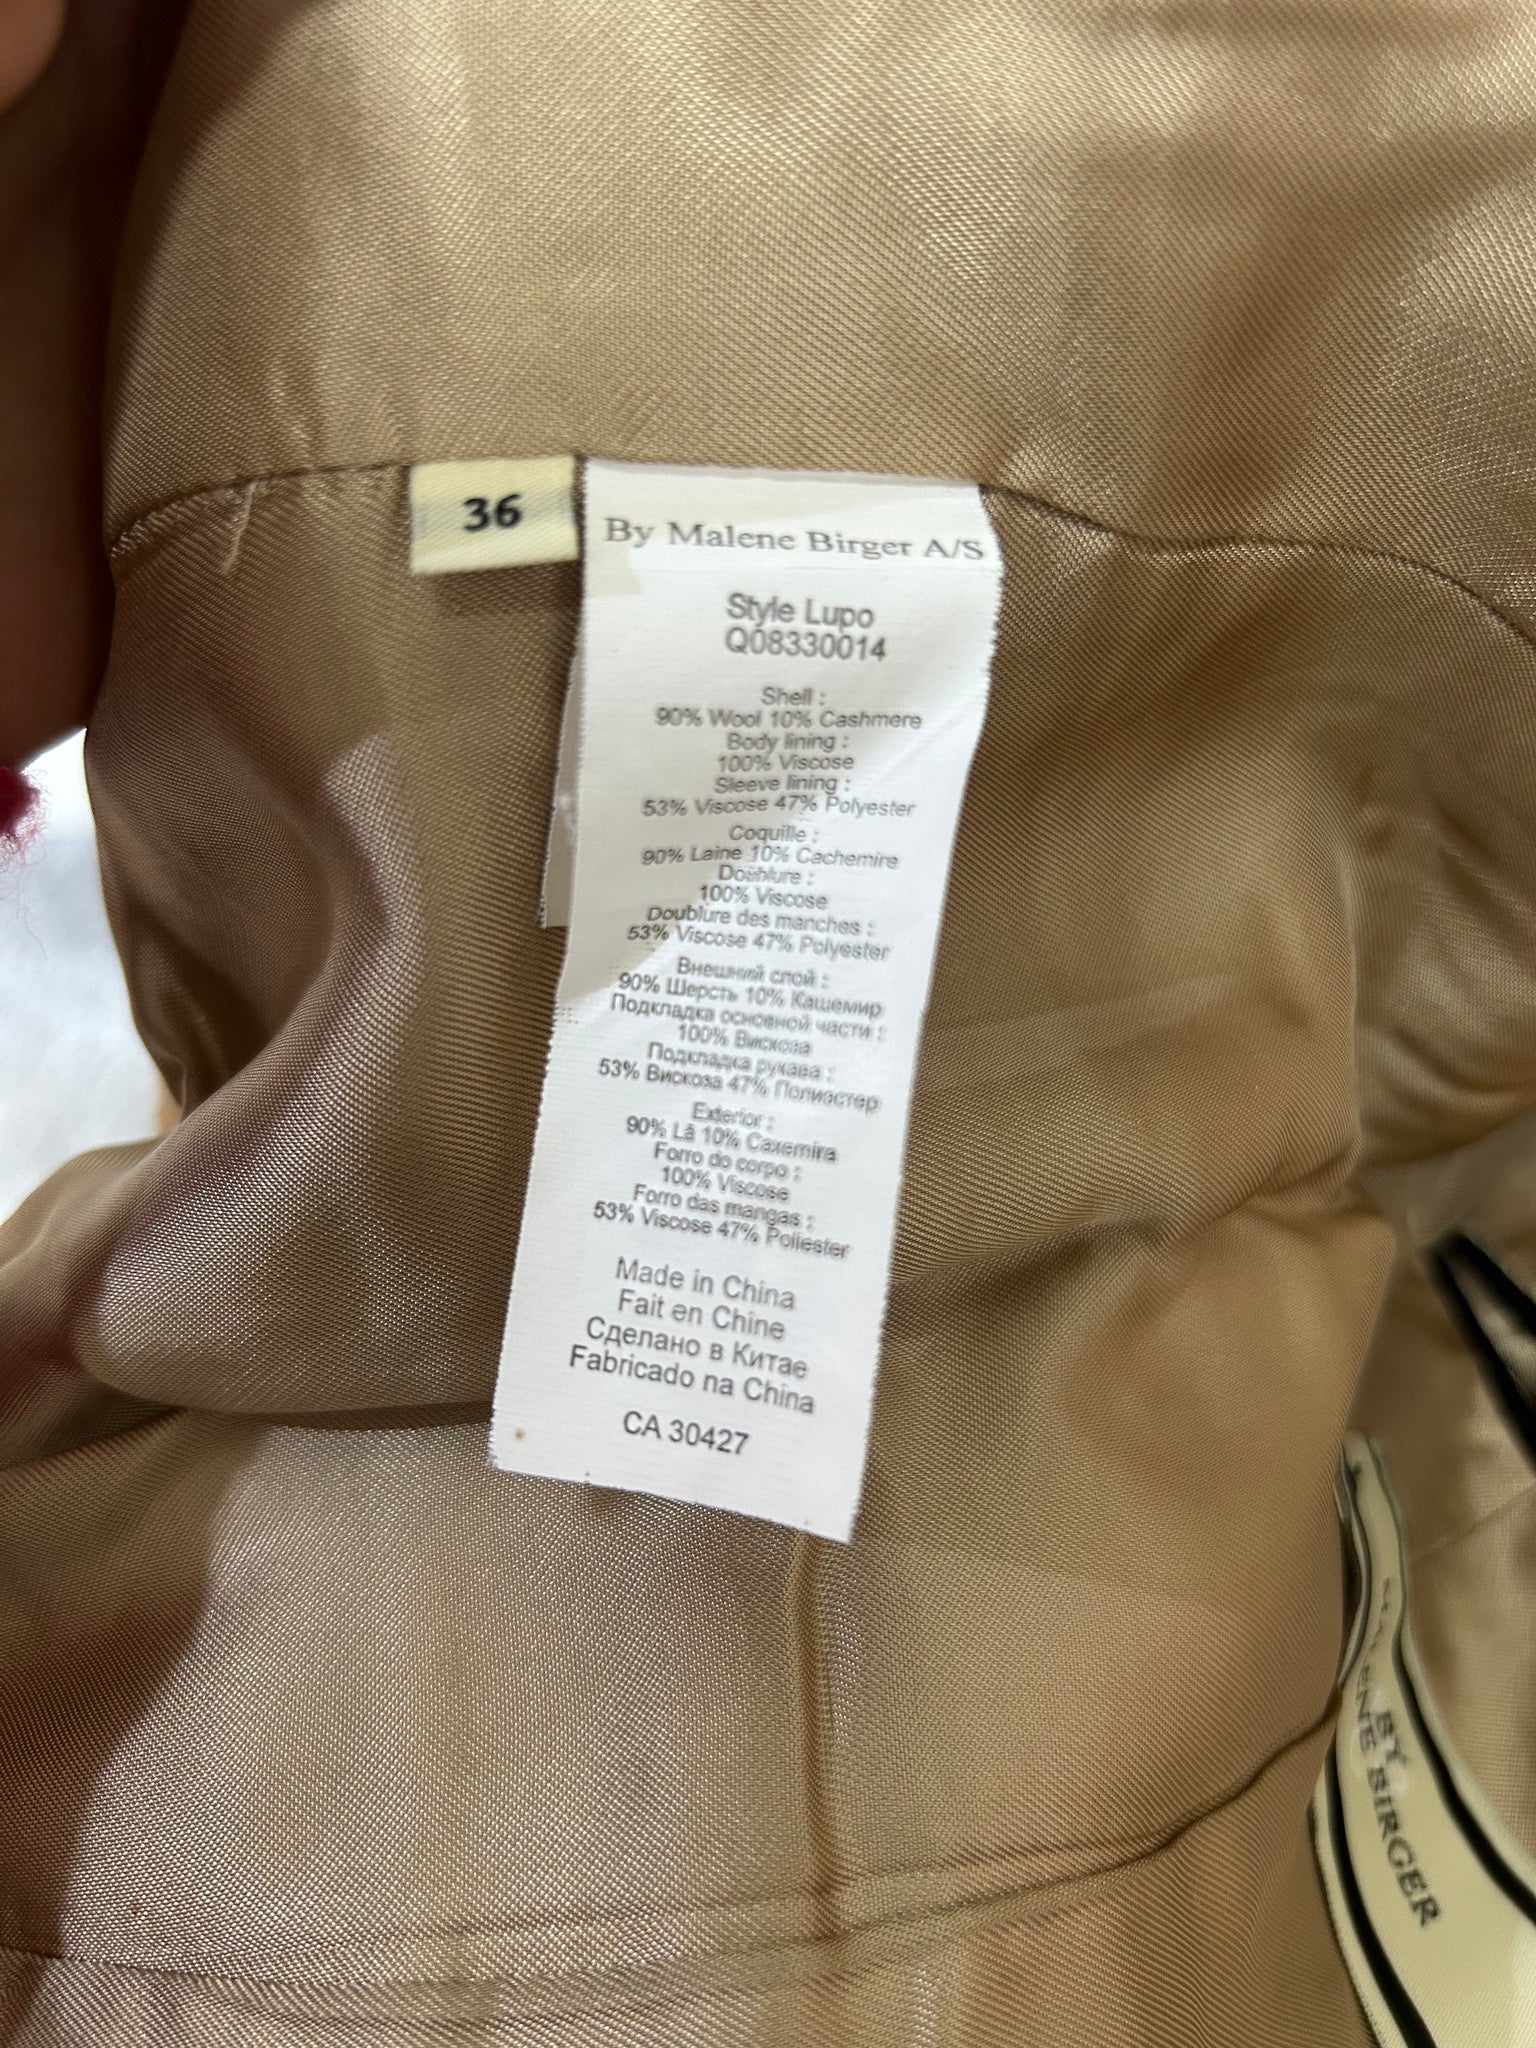 36
By Malene Birger A/S
Style Lupo
Q08330014
Shell :
90% Wool 10% Cashmere
Body lining :
100% Viscose
Sleeve lining :
53% Viscose 47% Polyester
Coquille :
90% Laine 10% Cachemire
Doublure :
100% Viscose
Doublure des manches :
53% Viscose 47% Polyester
Внешний слой :
90% Шерсть 10% Кашемир
Подкладка основной части :
100% Вискоза
Подкладка рукава :
53% Вискоза 47% Полиэстер
Exterior :
90% Lã 10% Caxemira
Forro do corpo :
100% Viscose
Forro das mangas :
53% Viscose 47% Poliester
Made in China
Fait en Chine
Сделано в Китае
Fabricado na China
CA 30427
BY
BIRGER